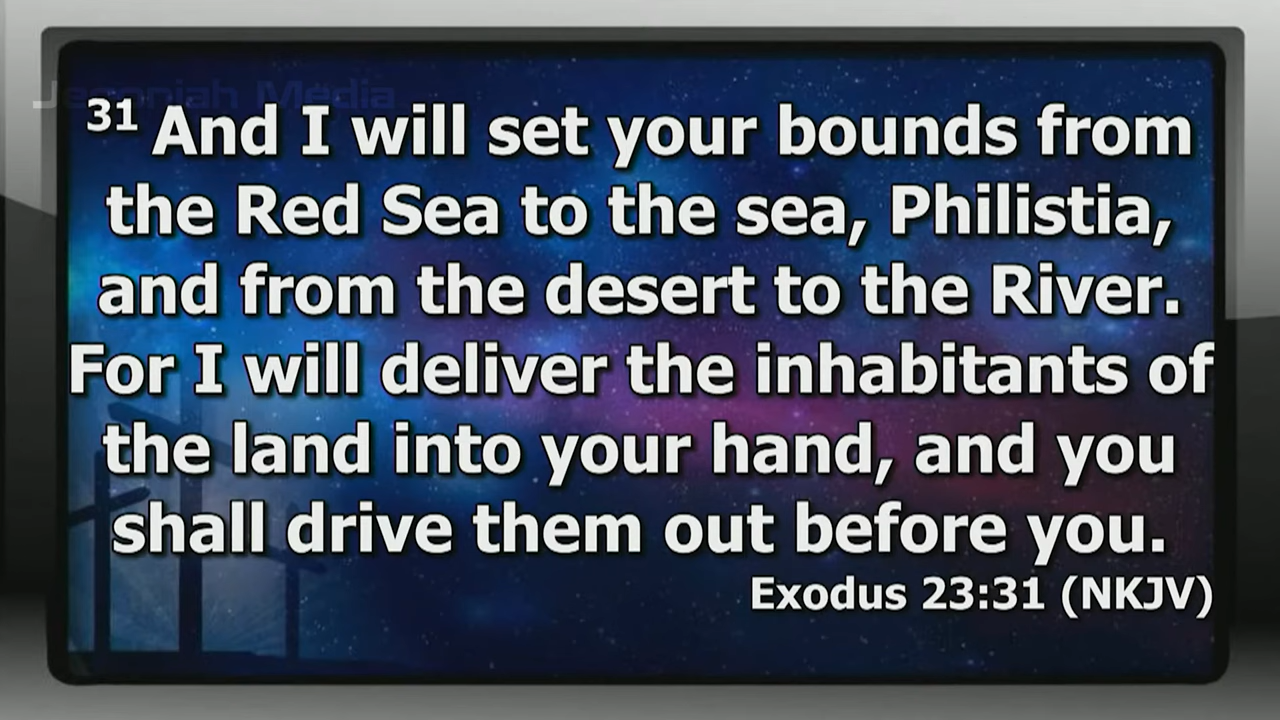 Jeremiah Media
31 And I will set your bounds from
the Red Sea to the sea, Philistia,
and from the desert to the River.
For I will deliver the inhabitants of
the land into your hand, and you
shall drive them out before you.
Exodus 23:31 (NKJV)